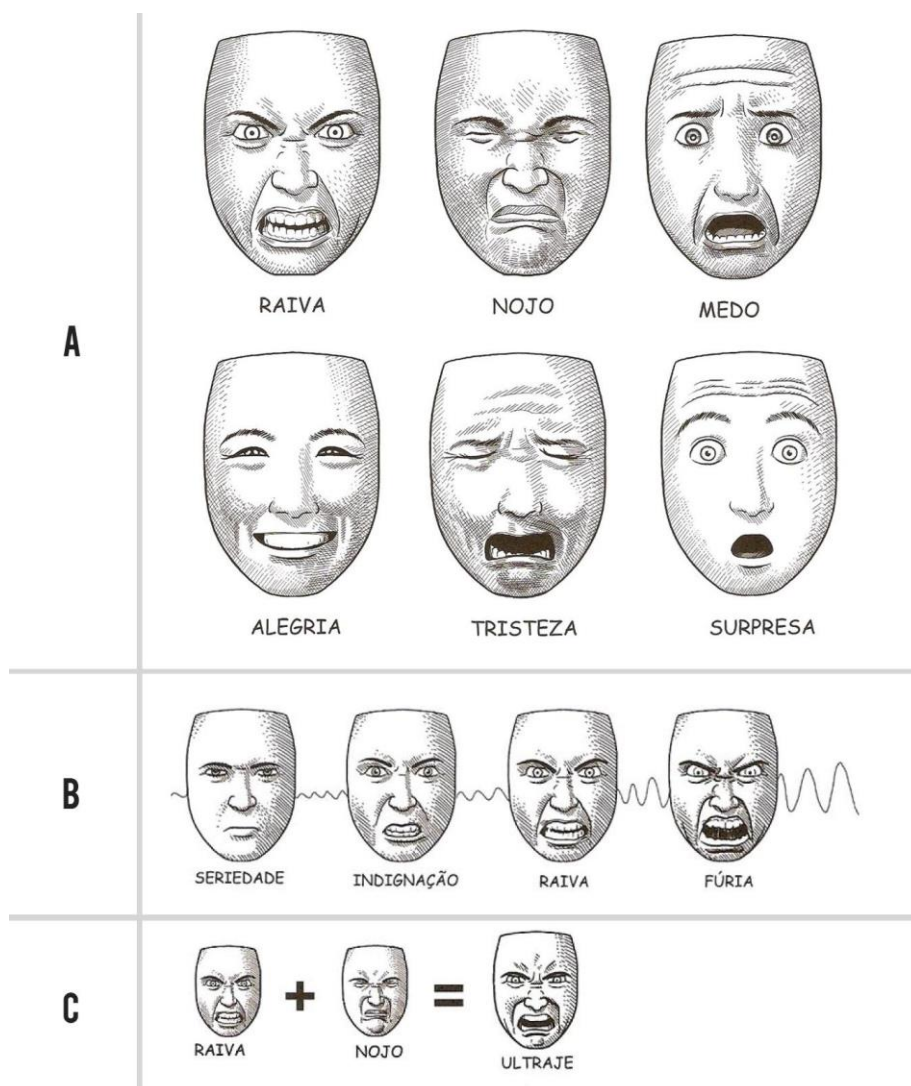 A
RAIVA NOJO MEDO
ALEGRIA TRISTEZA SURPRESA
B
SERIEDADE INDIGNAÇÃO RAIVA FÚRIA
C
RAIVA + NOJO = ULTRAJE